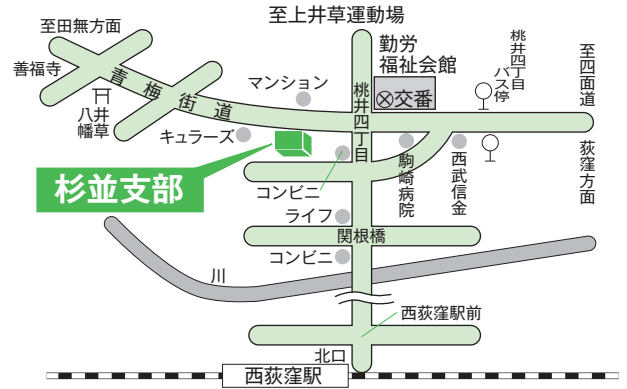 至上井草運動場
至田無方面
善福寺
青梅街道
八幡
井草
マンション
キュラーズ
勤労
福祉会館
交番
桃井四丁目
桃井四丁目
バス停
至四面道
荻窪方面
杉並支部
コンビニ
駒崎病院
西武信金
ライフ
関根橋
コンビニ
川
西荻窪駅前
北口
西荻窪駅